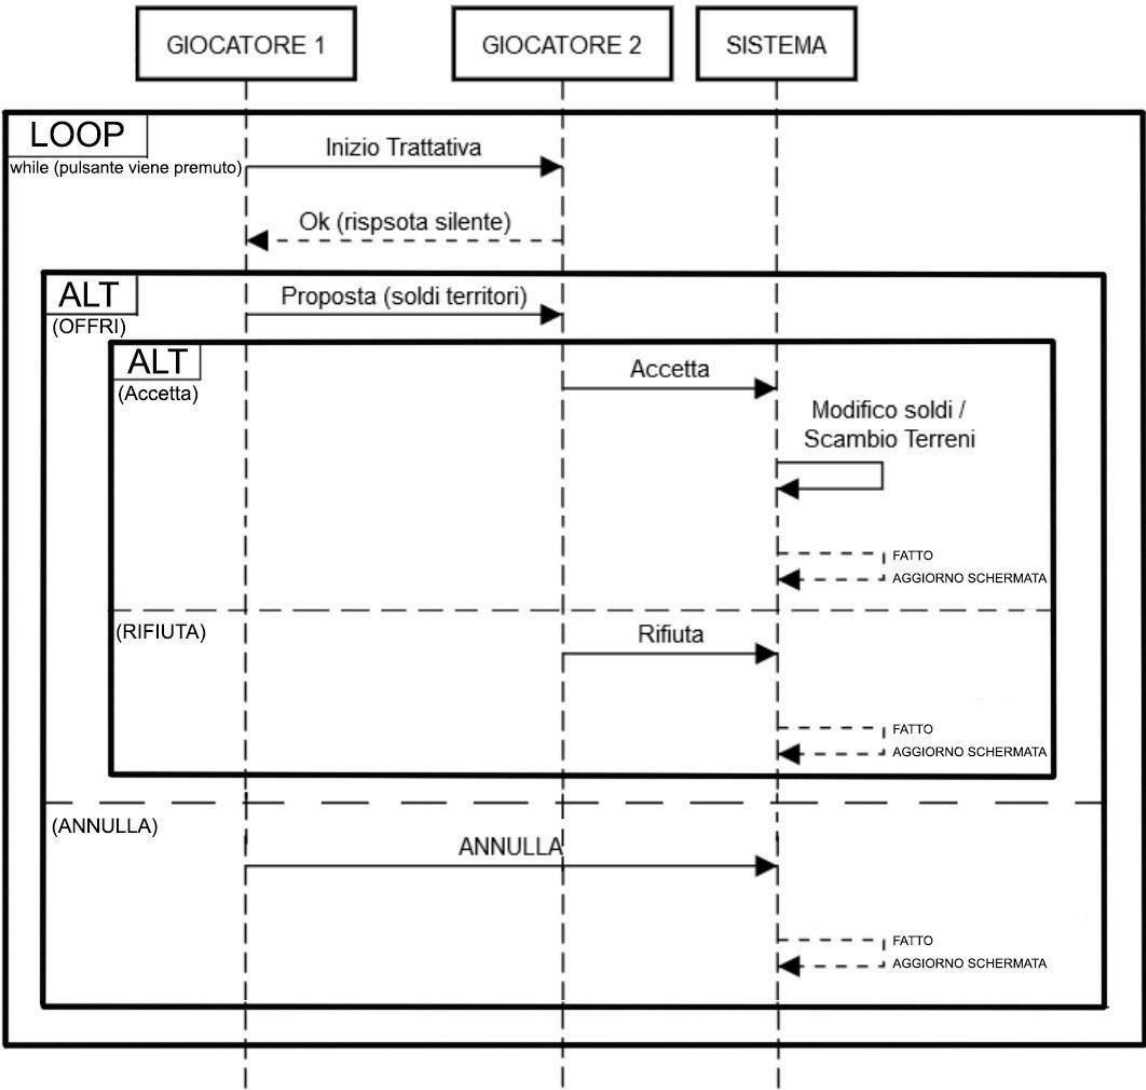 GIOCATORE 1
GIOCATORE 2
SISTEMA
LOOP
while (pulsante viene premuto)
Inizio Trattativa
Ok (rispsota silente)
ALT
(OFFRI)
Proposta (soldi territori)
ALT
(Accetta)
Accetta
Modifico soldi /
Scambio Terreni
FATTO
AGGIORNO SCHERMATA
(RIFIUTA)
Rifiuta
FATTO
AGGIORNO SCHERMATA
(ANNULLA)
ANNULLA
FATTO
AGGIORNO SCHERMATA